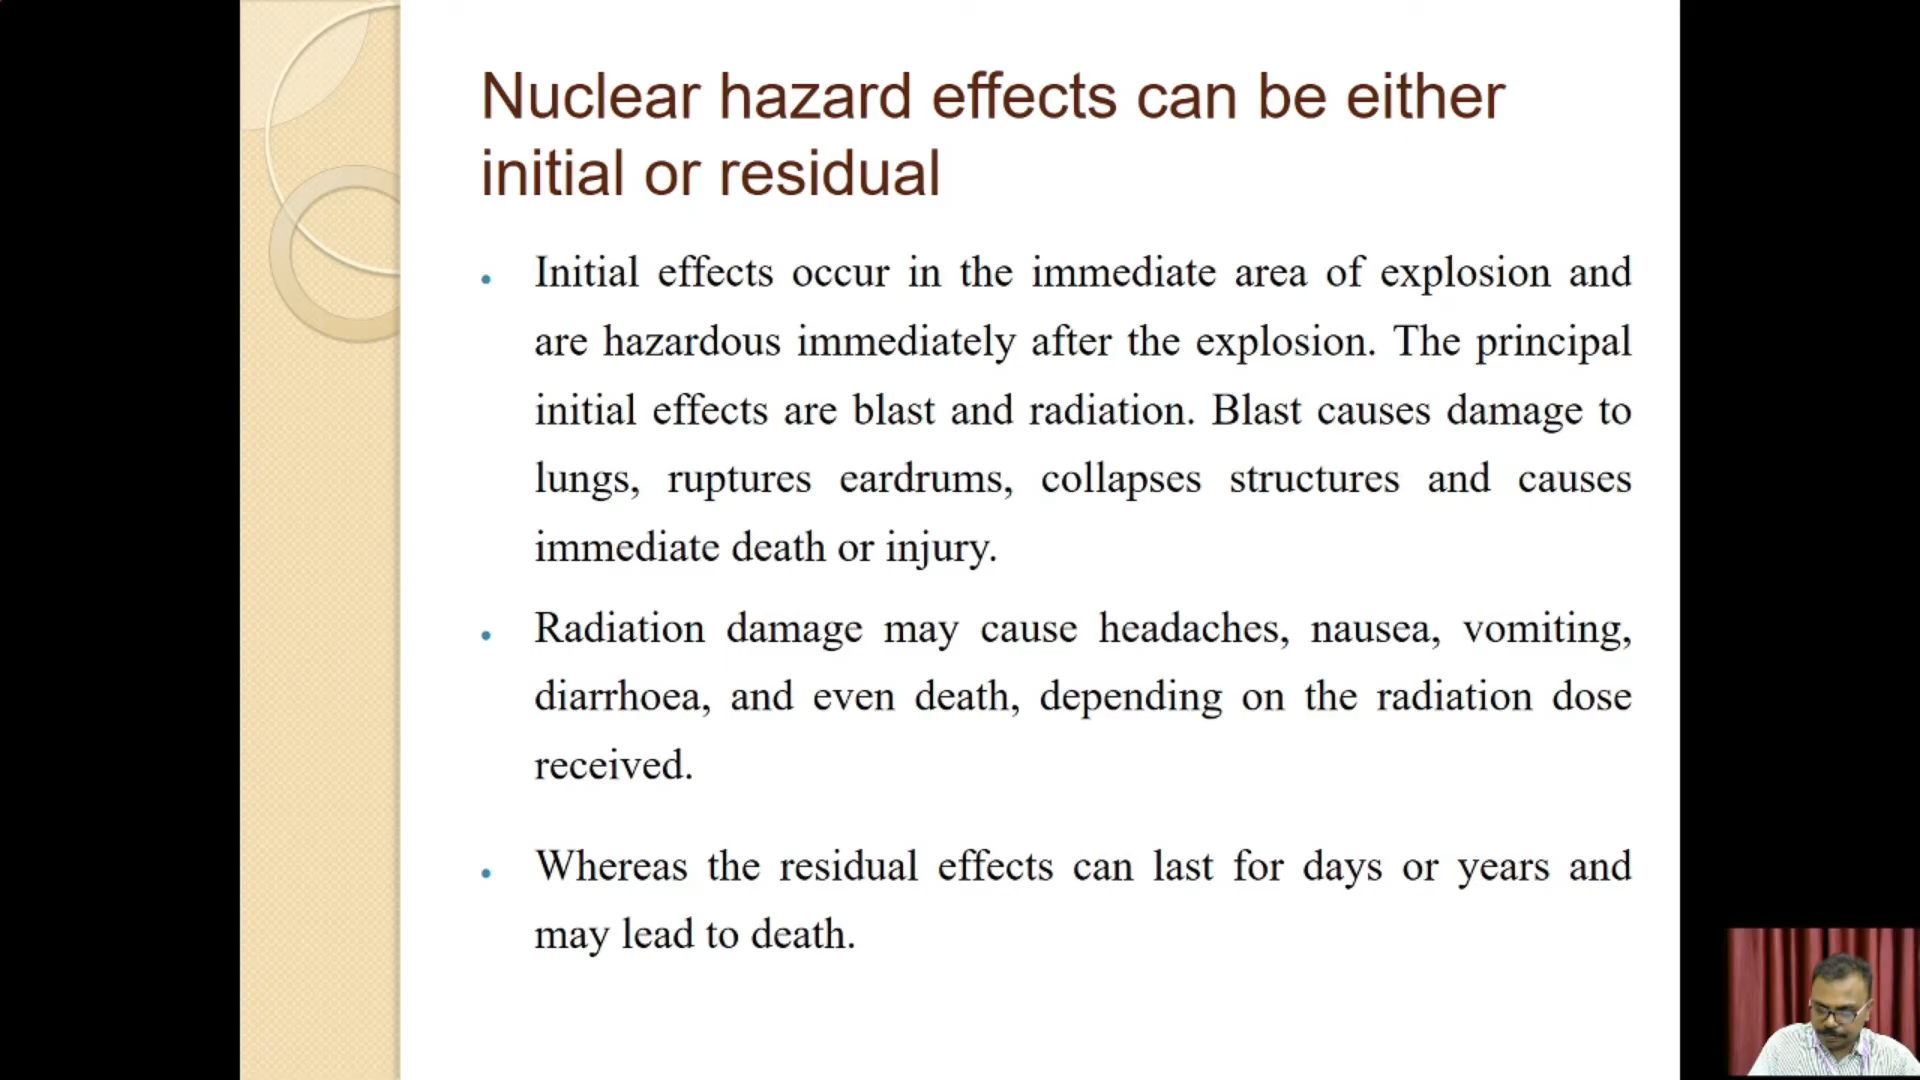 Nuclear hazard effects can be either
initial or residual
• Initial effects occur in the immediate area of explosion and
are hazardous immediately after the explosion. The principal
initial effects are blast and radiation. Blast causes damage to
lungs, ruptures eardrums, collapses structures and causes
immediate death or injury.
• Radiation damage may cause headaches, nausea, vomiting,
diarrhoea, and even death, depending on the radiation dose
received.
• Whereas the residual effects can last for days or years and
may lead to death.